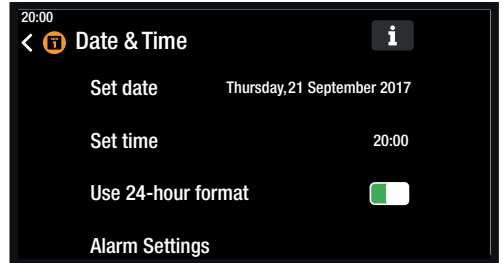 20:00
Date & Time
i
Set date Thursday,21 September 2017
Set time 20:00
Use 24-hour format
Alarm Settings